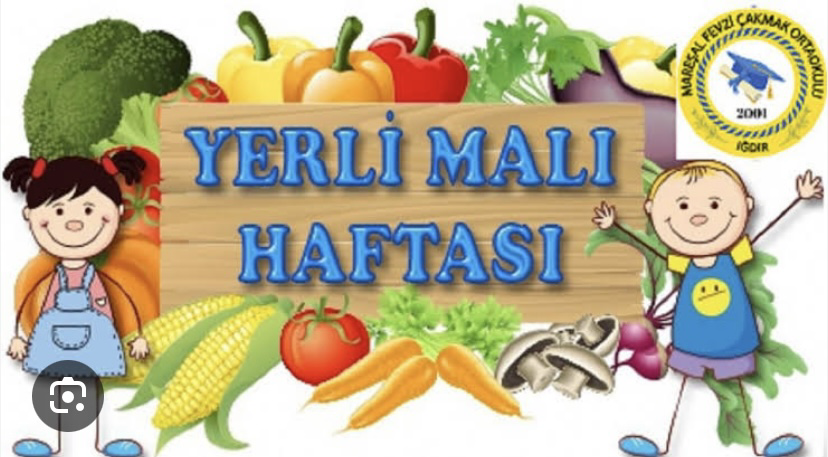 YERLİ MALI
HAFTASI
MAREŞAL FEVZİ ÇAKMAK ORTAOKULU
2001
IĞDIR